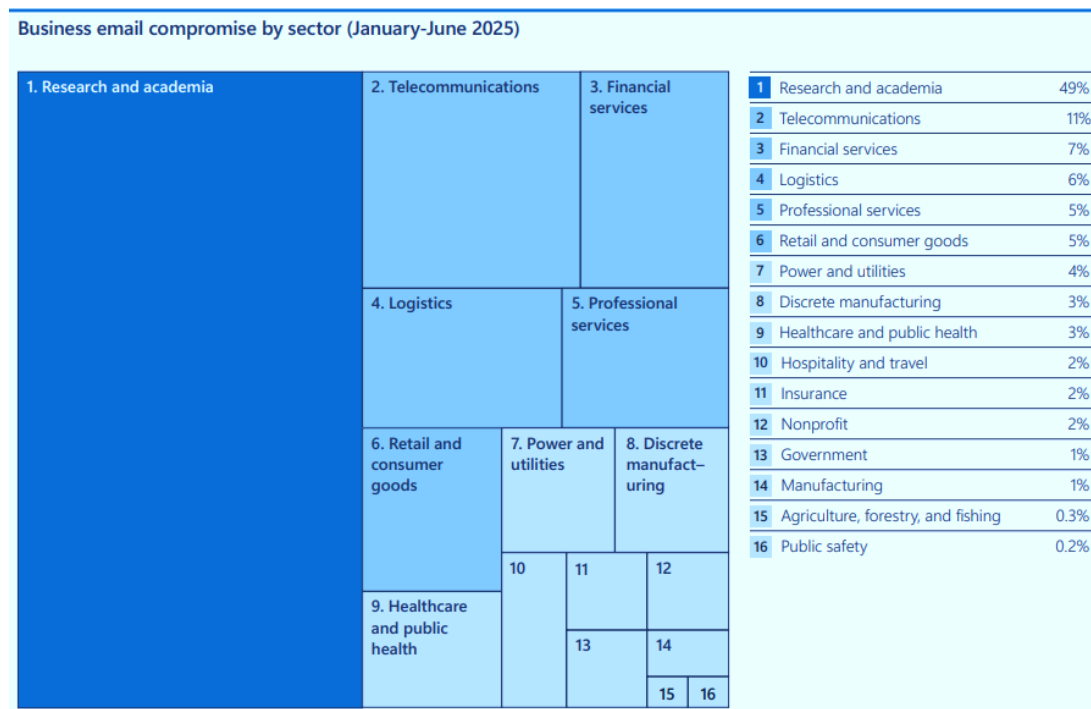 Business email compromise by sector (January-June 2025)
1. Research and academia
2. Telecommunications
3. Financial
services
4. Logistics
5. Professional
services
6. Retail and
consumer
goods
7. Power and
utilities
8. Discrete
manufact–
uring
9. Healthcare
and public
health
10
11
12
13
14
15
16
1 Research and academia 49%
2 Telecommunications 11%
3 Financial services 7%
4 Logistics 6%
5 Professional services 5%
6 Retail and consumer goods 5%
7 Power and utilities 4%
8 Discrete manufacturing 3%
9 Healthcare and public health 3%
10 Hospitality and travel 2%
11 Insurance 2%
12 Nonprofit 2%
13 Government 1%
14 Manufacturing 1%
15 Agriculture, forestry, and fishing 0.3%
16 Public safety 0.2%